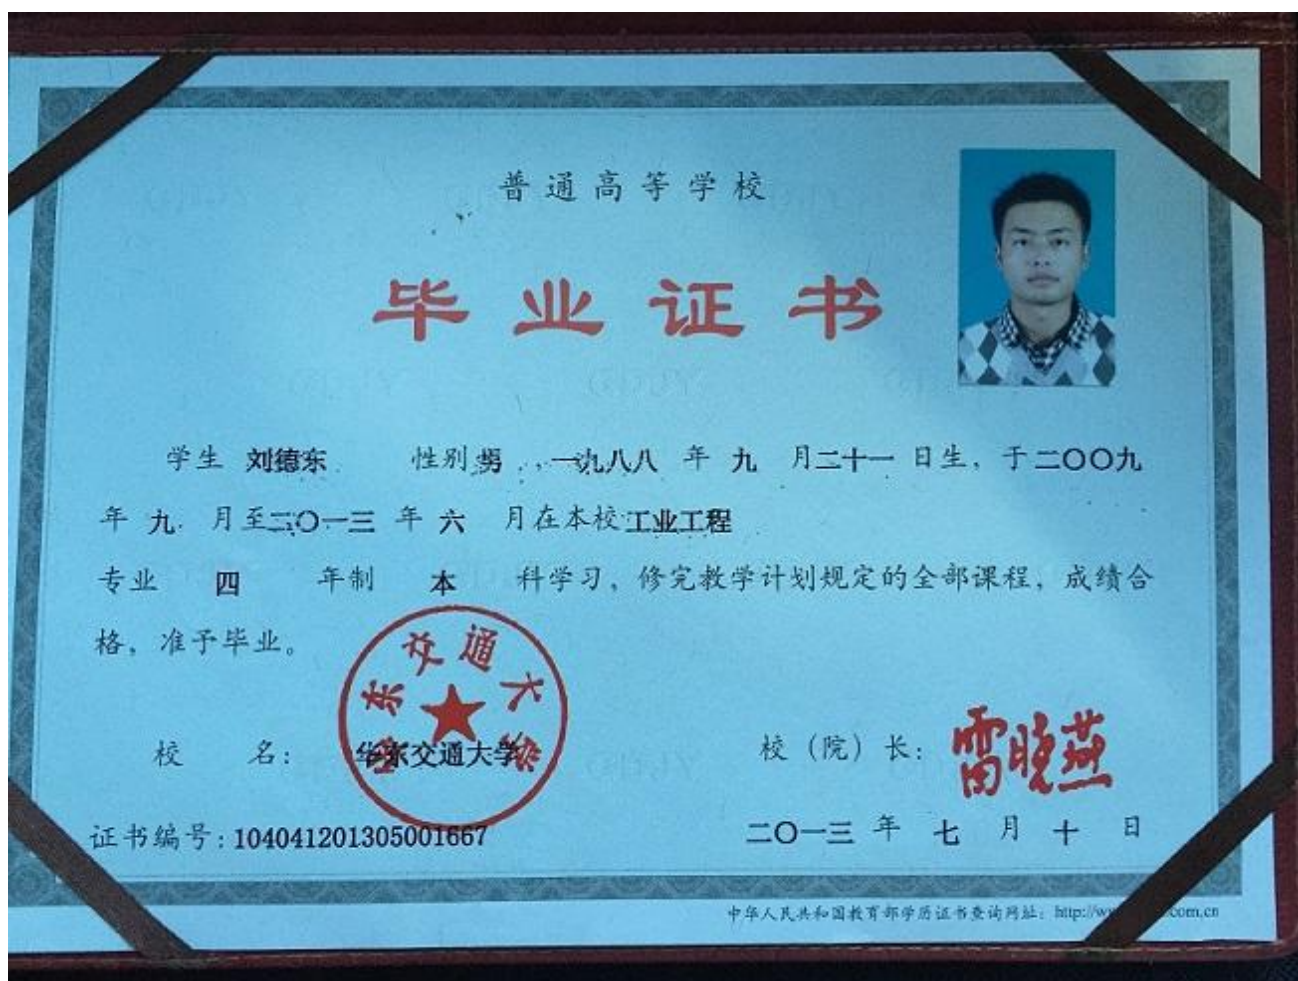 普通高等学校
毕业证书
学生 刘德东 性别 男 ,一九八八 年 九 月二十一 日生, 于二〇〇九
年 九 月至二〇一三 年 六 月在本校工业工程
专业 四 年制 本 科学习, 修完教学计划规定的全部课程, 成绩合
格, 准予毕业。
华东交通大学
校 名: 华东交通大学
校 (院) 长: 雷晓燕
证书编号: 104041201305001667
二〇一三 年 七 月 十 日
中华人民共和国教育部学历证书查询网址: http://w
com.cn